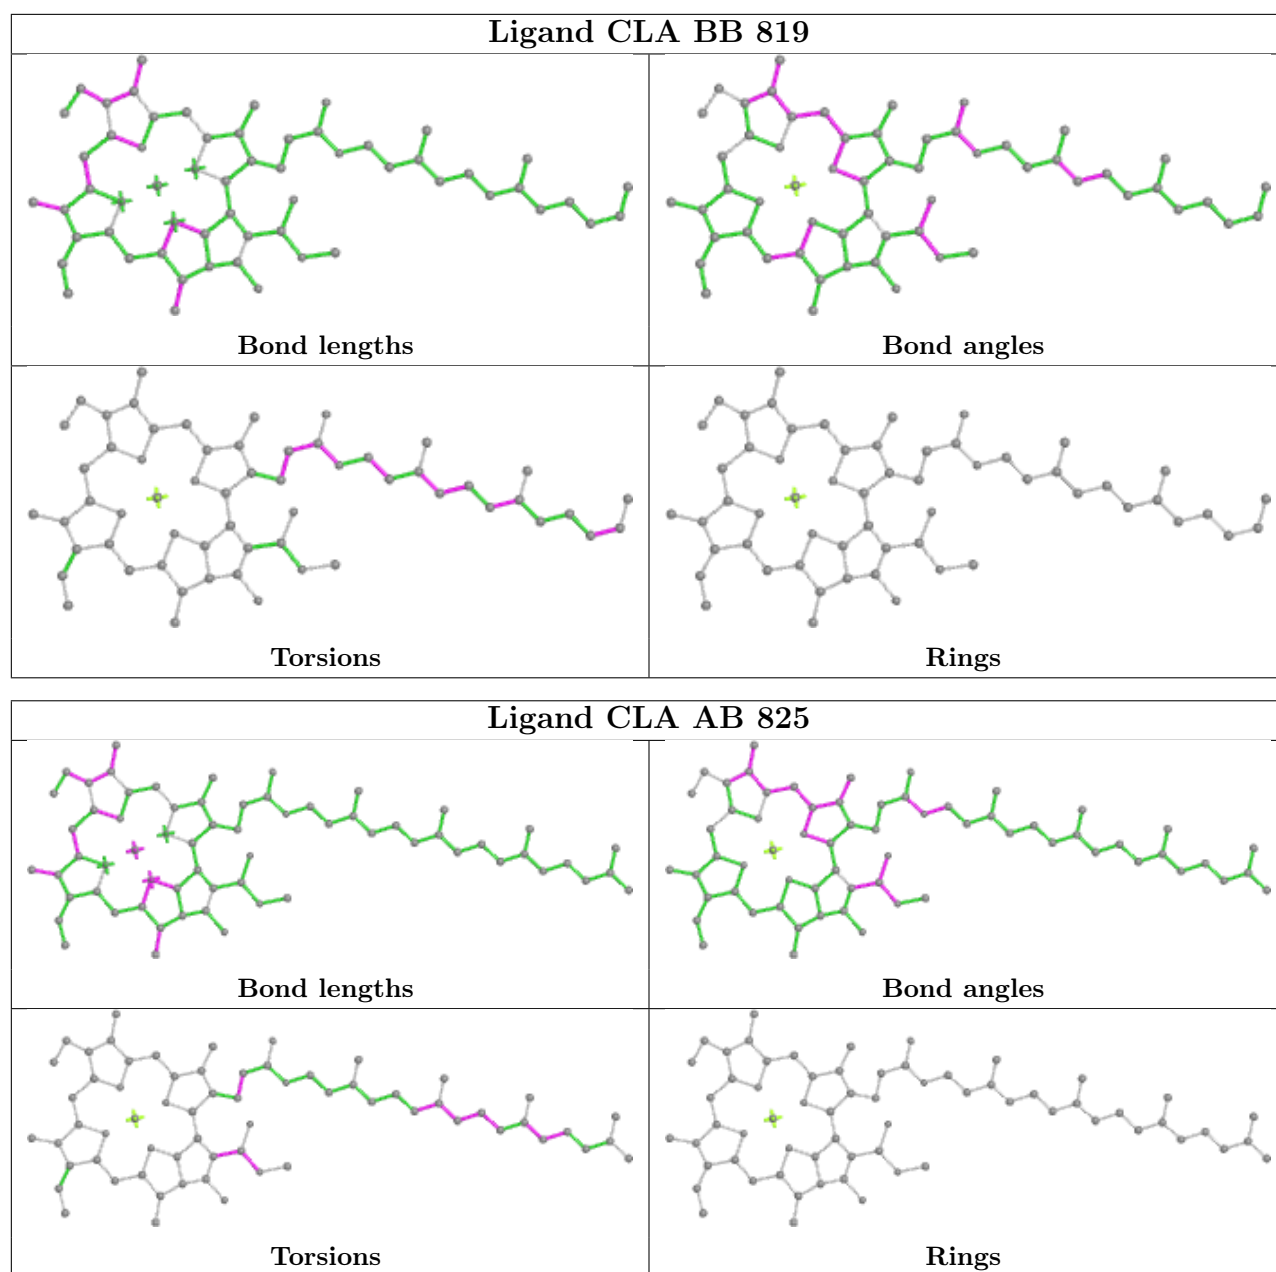 Ligand CLA BB 819
Bond lengths
Bond angles
Torsions
Rings
Ligand CLA AB 825
Bond lengths
Bond angles
Torsions
Rings